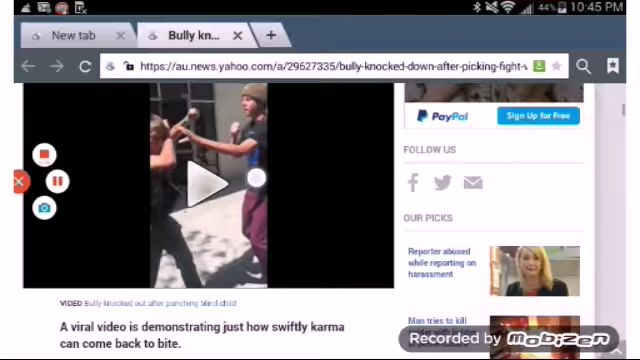 44% 10:45 PM
New tab
Bully kn...
https://au.news.yahoo.com/a/29627335/bully-knocked-down-after-picking-fight-v
PayPal
Sign Up for Free
FOLLOW US
OUR PICKS
Reporter abused
while reporting on
harassment
VIDEO Bully knocked out after punching blind child
A viral video is demonstrating just how swiftly karma
can come back to bite.
Man tries to kill
Recorded by mobizen